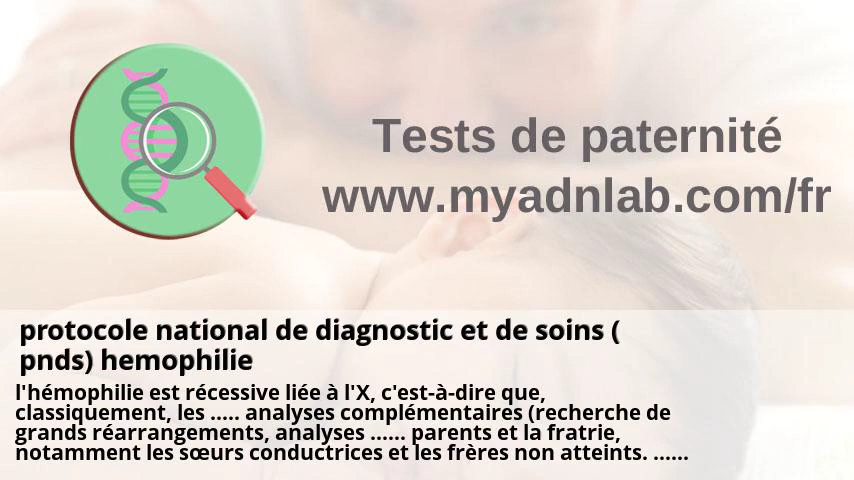 Tests de paternité
www.myadnlab.com/fr
protocole national de diagnostic et de soins (
pnds) hemophilie
l'hémophilie est récessive liée à l'X, c'est-à-dire que,
classiquement, les ..... analyses complémentaires (recherche de
grands réarrangements, analyses ...... parents et la fratrie,
notamment les sœurs conductrices et les frères non atteints. ......